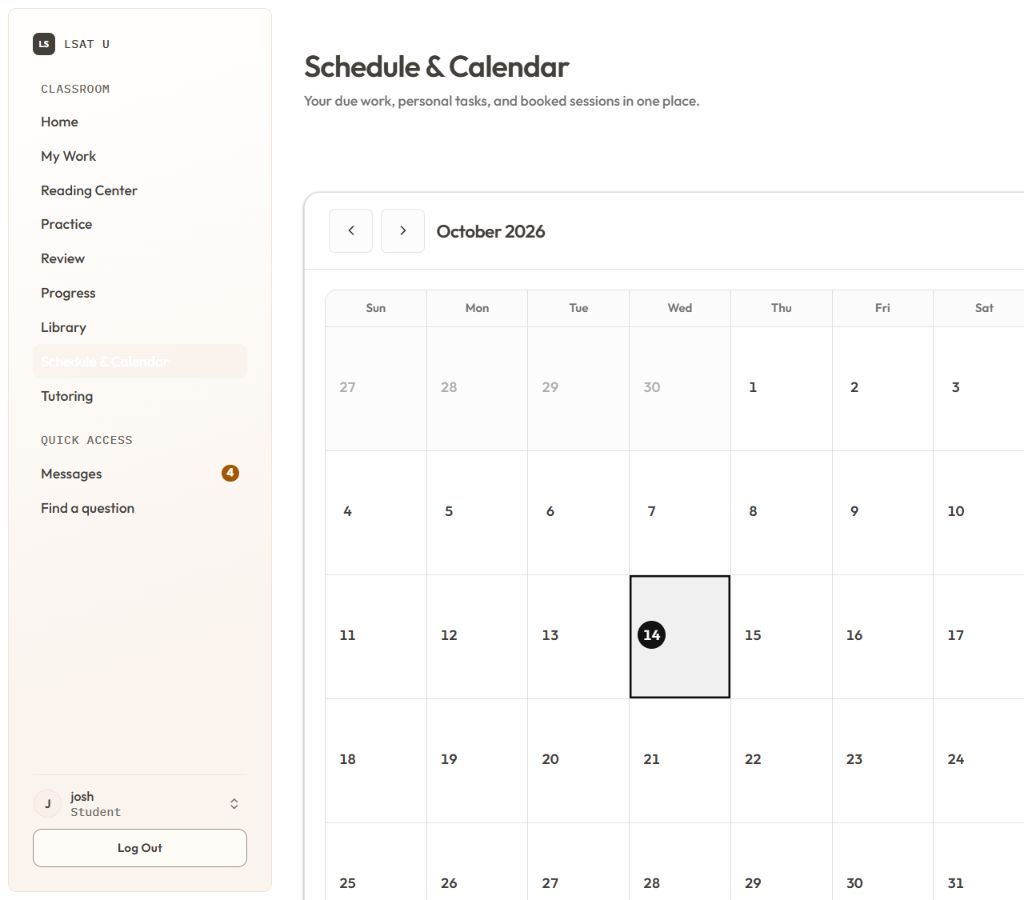 LS LSAT U
CLASSROOM
Home
My Work
Reading Center
Practice
Review
Progress
Library
Schedule & Calendar
Tutoring
QUICK ACCESS
Messages 4
Find a question
J josh
Student
Log Out
Schedule & Calendar
Your due work, personal tasks, and booked sessions in one place.
October 2026
Sun Mon Tue Wed Thu Fri Sat
27 28 29 30 1 2 3
4 5 6 7 8 9 10
11 12 13 14 15 16 17
18 19 20 21 22 23 24
25 26 27 28 29 30 31